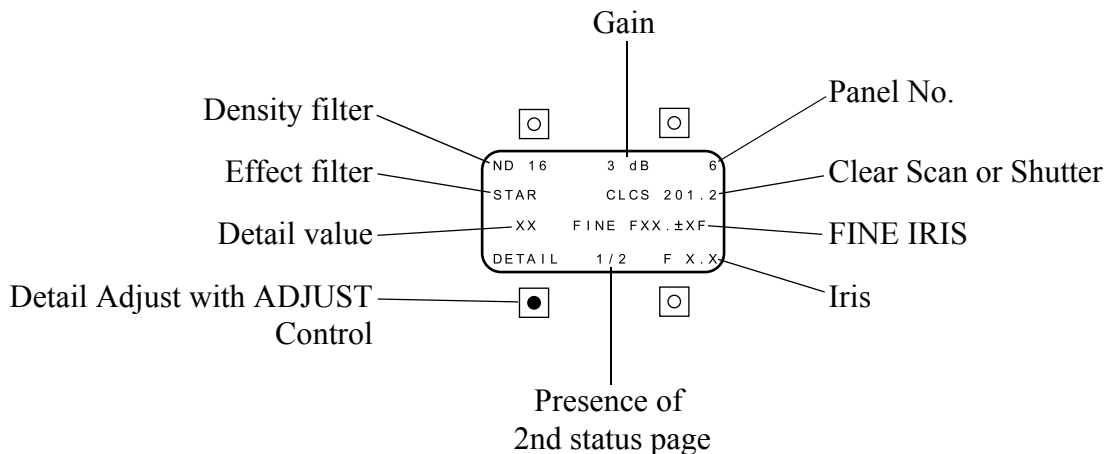 Gain
Density filter
Panel No.
ND 16 3 dB 6
Effect filter
Clear Scan or Shutter
STAR CLCS 201.2
Detail value
XX FINE FXX.±XF
FINE IRIS
DETAIL 1/2 F X.X
Detail Adjust with ADJUST
Control
Iris
Presence of
2nd status page